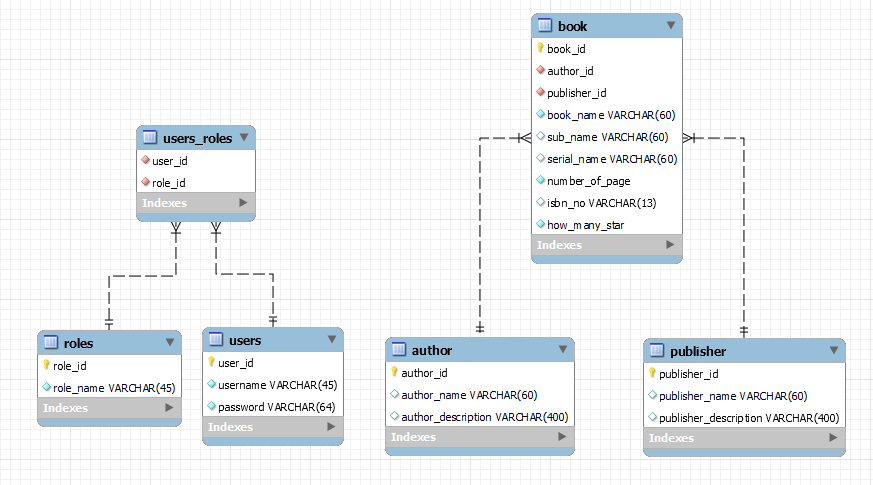 book
book_id
author_id
publisher_id
book_name VARCHAR(60)
sub_name VARCHAR(60)
serial_name VARCHAR(60)
number_of_page
isbn_no VARCHAR(13)
how_many_star
Indexes
users_roles
user_id
role_id
Indexes
roles
role_id
role_name VARCHAR(45)
Indexes
users
user_id
username VARCHAR(45)
password VARCHAR(64)
Indexes
author
author_id
author_name VARCHAR(60)
author_description VARCHAR(400)
Indexes
publisher
publisher_id
publisher_name VARCHAR(60)
publisher_description VARCHAR(400)
Indexes